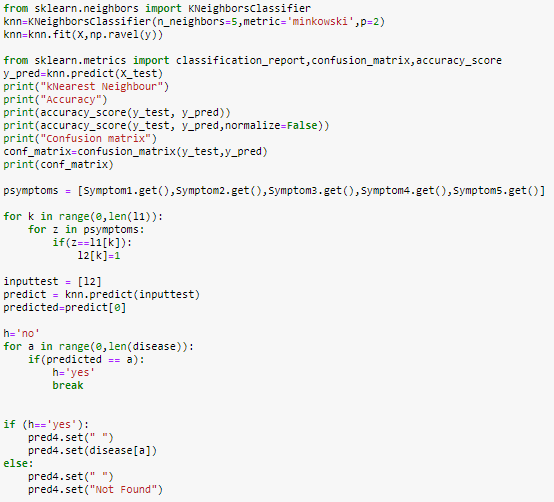 from sklearn.neighbors import KNeighborsClassifier
knn=KNeighborsClassifier(n_neighbors=5,metric='minkowski',p=2)
knn=knn.fit(X,np.ravel(y))

from sklearn.metrics import classification_report,confusion_matrix,accuracy_score
y_pred=knn.predict(X_test)
print("kNearest Neighbour")
print("Accuracy")
print(accuracy_score(y_test, y_pred))
print(accuracy_score(y_test, y_pred,normalize=False))
print("Confusion matrix")
conf_matrix=confusion_matrix(y_test,y_pred)
print(conf_matrix)

psymptoms = [Symptom1.get(),Symptom2.get(),Symptom3.get(),Symptom4.get(),Symptom5.get()]

for k in range(0,len(l1)):
    for z in psymptoms:
        if(z==l1[k]):
            l2[k]=1

inputtest = [l2]
predict = knn.predict(inputtest)
predicted=predict[0]

h='no'
for a in range(0,len(disease)):
    if(predicted == a):
        h='yes'
        break


if (h=='yes'):
    pred4.set(" ")
    pred4.set(disease[a])
else:
    pred4.set(" ")
    pred4.set("Not Found")